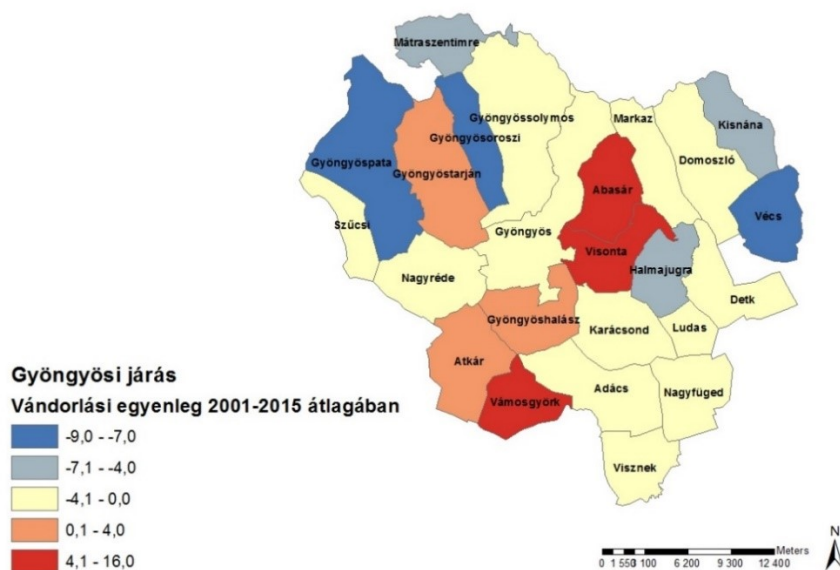 Mátraszentimre
Gyöngyössolymos
Markaz
Kisnána
Gyöngyösoroszi
Domoszló
Gyöngyöspata
Gyöngyöstarján
Abasár
Vécs
Szűcsi
Gyöngyös
Visonta
Halmajugra
Nagyréde
Detk
Gyöngyöshalász
Karácsond
Ludas
Atkár
Adács
Nagyfüged
Vámosgyörk
Visznek
Gyöngyösi járás
Vándorlási egyenleg 2001-2015 átlagában
-9,0 - -7,0
-7,1 - -4,0
-4,1 - 0,0
0,1 - 4,0
4,1 - 16,0
N
Meters
0 1 550 3 100 6 200 9 300 12 400